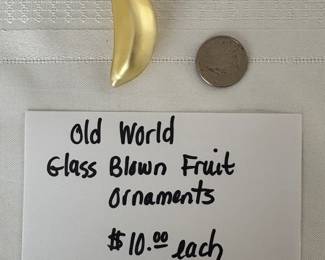 Old World
Glass Blown Fruit
Ornaments
$10.00 each